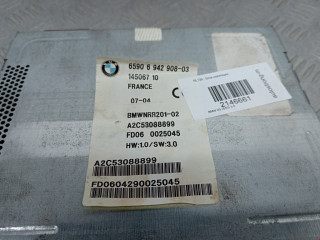 6590 6 942 908-03
145067 10
FRANCE
07-04
BMWNRR201-02
A2C53088899
FD06 0025045
HW:1.0/SW:3.0
A2C53088899
FD0604290025045
2146661